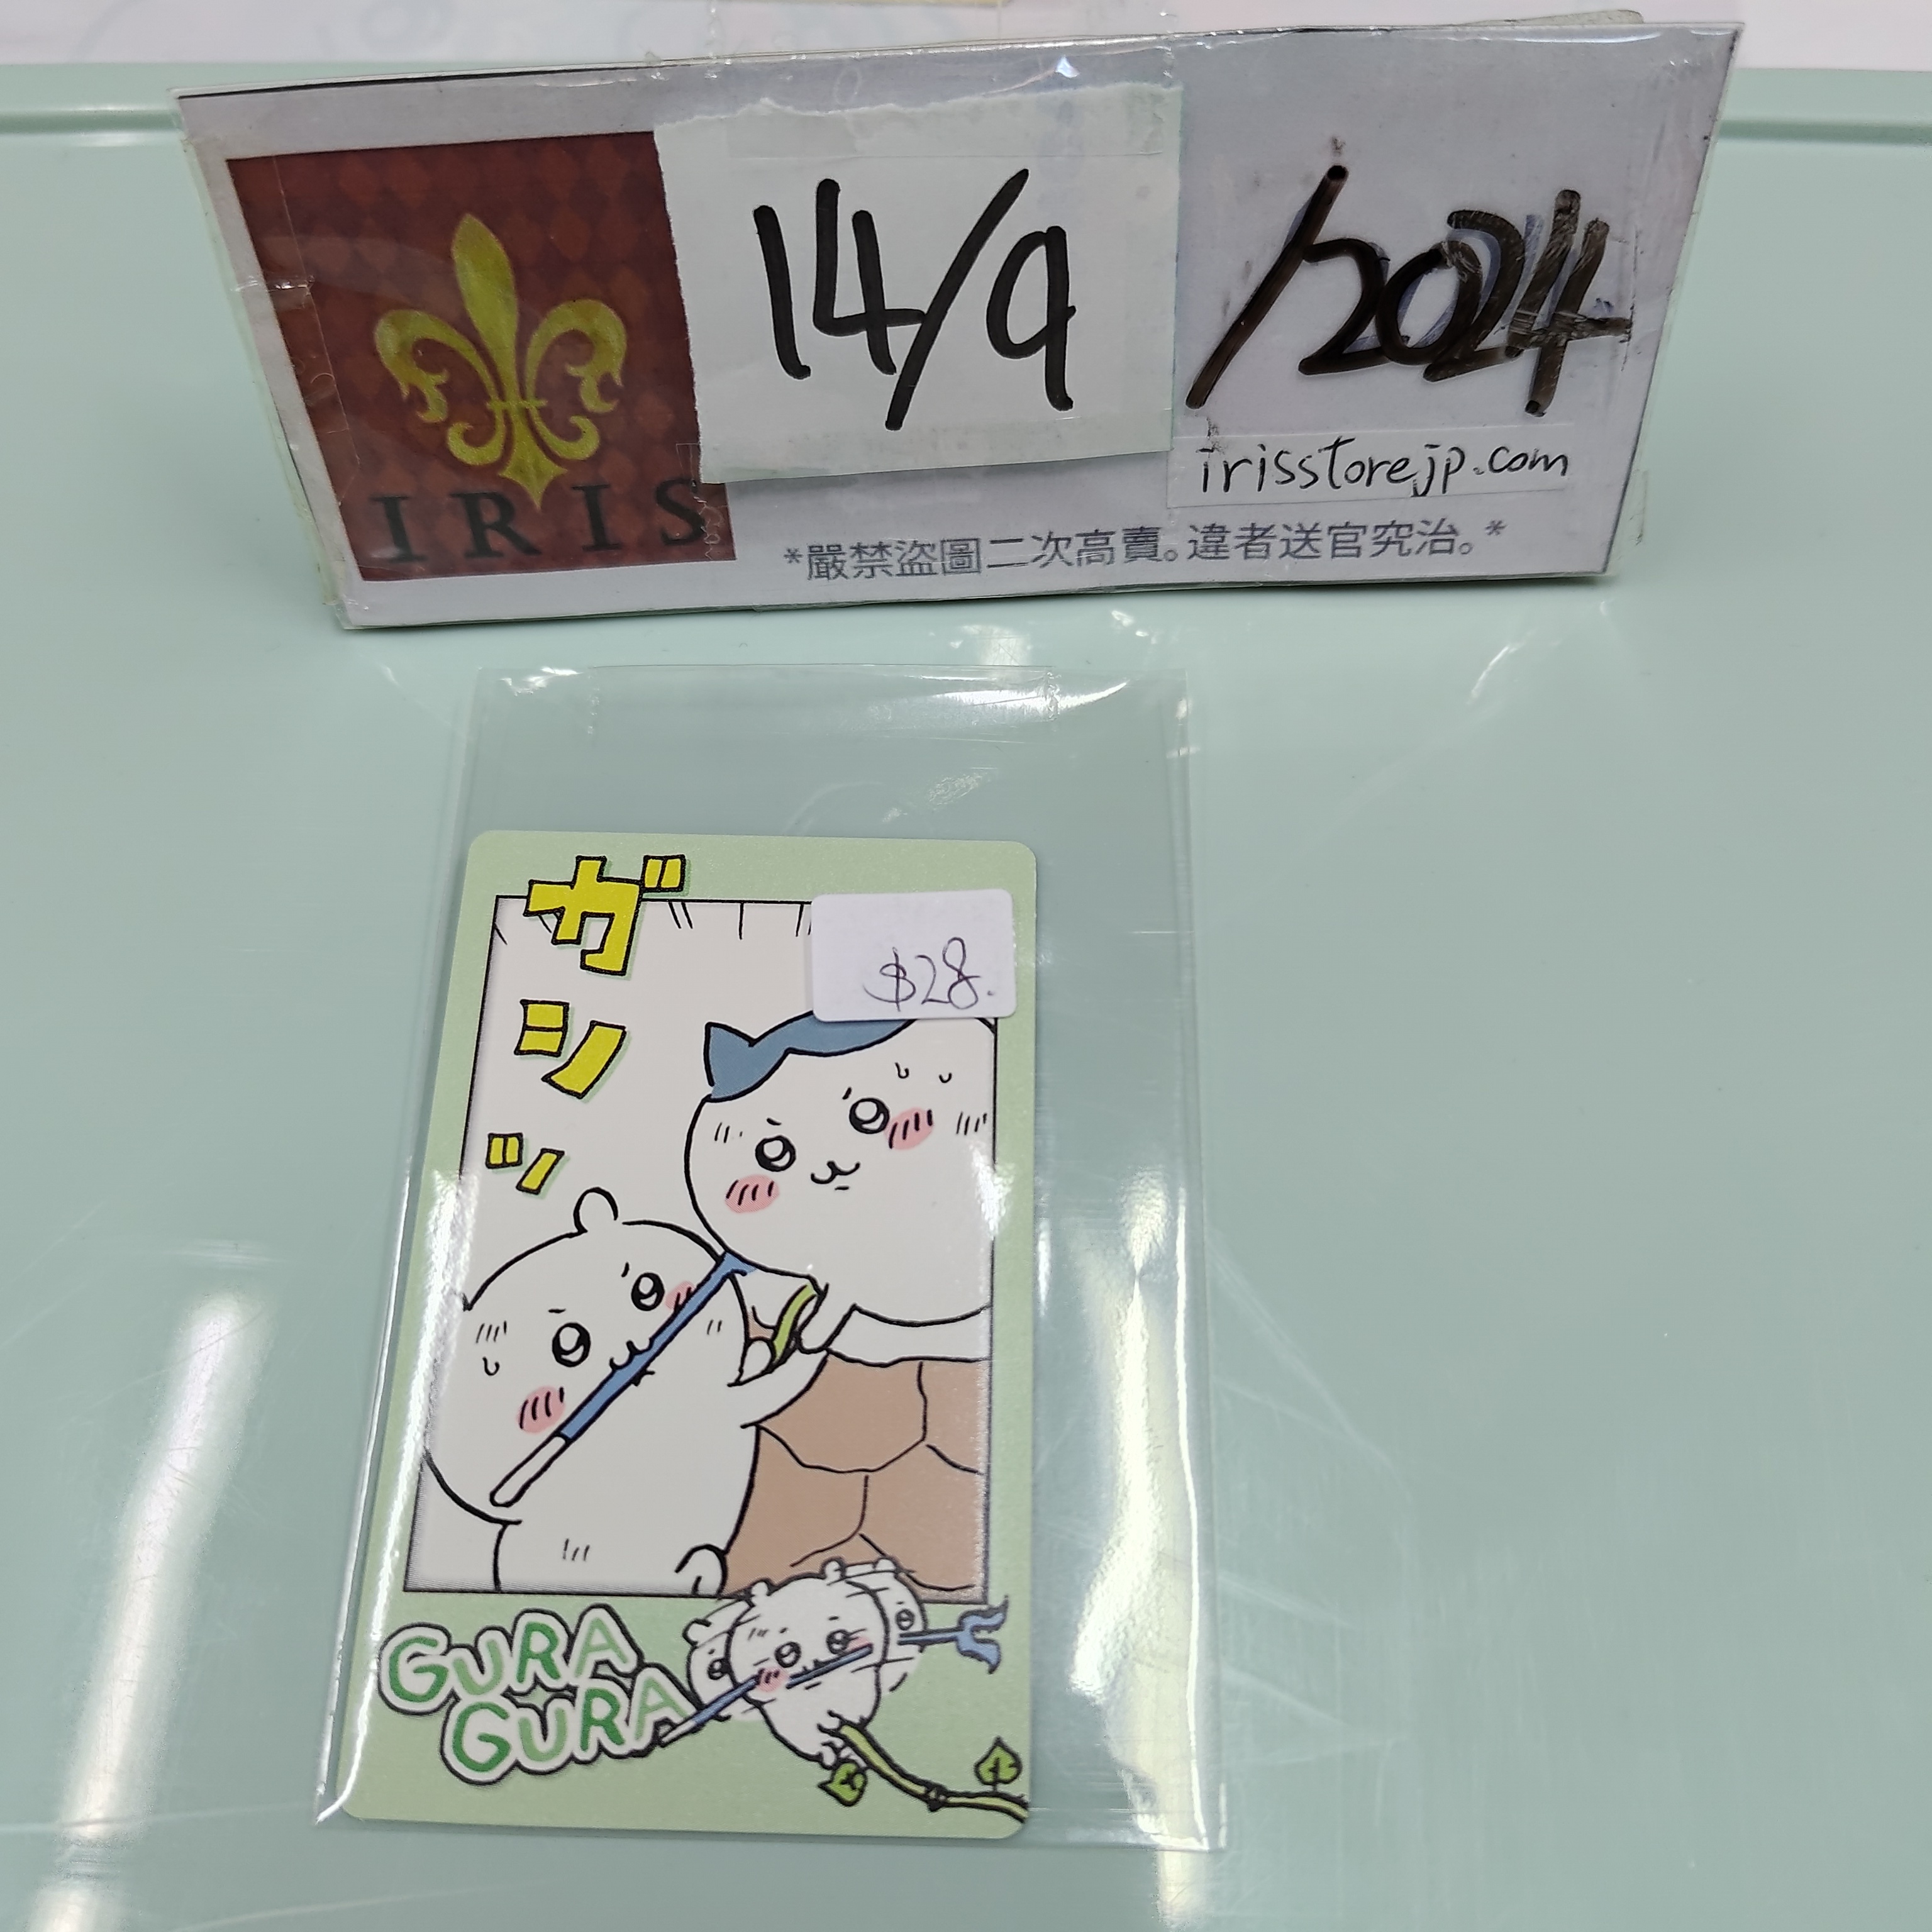 IRIS
14/9
/2024
irisstorejp.com
*嚴禁盜圖二次高賣。違者送官究治。*
ガシッ
$28.
GURA
GURA